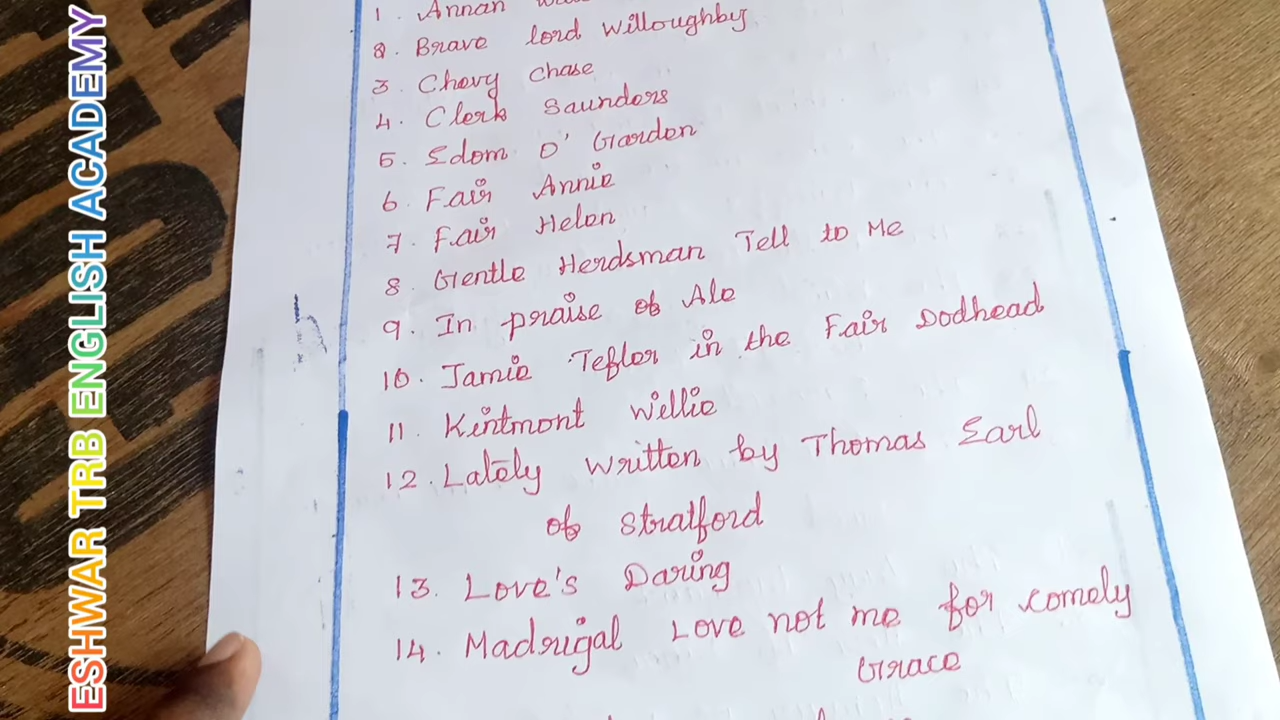 ESHWAR TRB ENGLISH ACADEMY
1. Annan
2. Brave lord Willoughby
3. Chevy chase
4. Clerk Saunders
5. Edom O' Gordon
6. Fair Annie
7. Fair Helen
8. Gentle Herdsman Tell to Me
9. In praise of Ale
10. Jamie Tefler in the Fair Dodhead
11. Kintmont Willie
12. Lately written by Thomas Earl
of Stratford
13. Love's Daring
14. Madrigal Love not me for comely
Grace